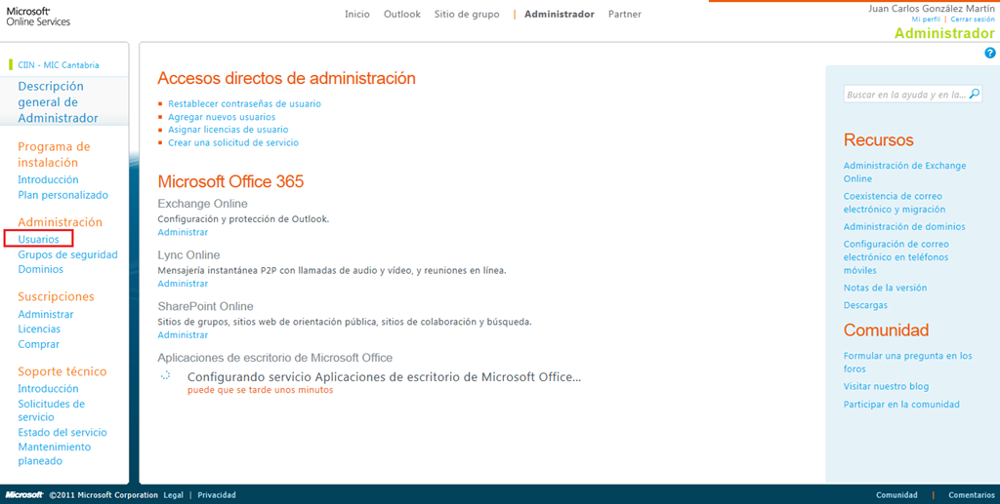 Microsoft®
Online Services
Inicio Outlook Sitio de grupo | Administrador Partner
Juan Carlos González Martín
Mi perfil | Cerrar sesión
Administrador
?
CIIN - MIC Cantabria
Descripción
general de
Administrador
Programa de
instalación
Introducción
Plan personalizado
Administración
Usuarios
Grupos de seguridad
Dominios
Suscripciones
Administrar
Licencias
Comprar
Soporte técnico
Introducción
Solicitudes de
servicio
Estado del servicio
Mantenimiento
planeado
Accesos directos de administración
Restablecer contraseñas de usuario
Agregar nuevos usuarios
Asignar licencias de usuario
Crear una solicitud de servicio
Microsoft Office 365
Exchange Online
Configuración y protección de Outlook.
Administrar
Lync Online
Mensajería instantánea P2P con llamadas de audio y vídeo, y reuniones en línea.
Administrar
SharePoint Online
Sitios de grupos, sitios web de orientación pública, sitios de colaboración y búsqueda.
Administrar
Aplicaciones de escritorio de Microsoft Office
Configurando servicio Aplicaciones de escritorio de Microsoft Office...
puede que se tarde unos minutos
Buscar en la ayuda y en la...
Recursos
Administración de Exchange
Online
Coexistencia de correo
electrónico y migración
Administración de dominios
Configuración de correo
electrónico en teléfonos
móviles
Notas de la versión
Descargas
Comunidad
Formular una pregunta en los
foros
Visitar nuestro blog
Participar en la comunidad
Microsoft ©2011 Microsoft Corporation Legal | Privacidad
Comunidad | Comentarios